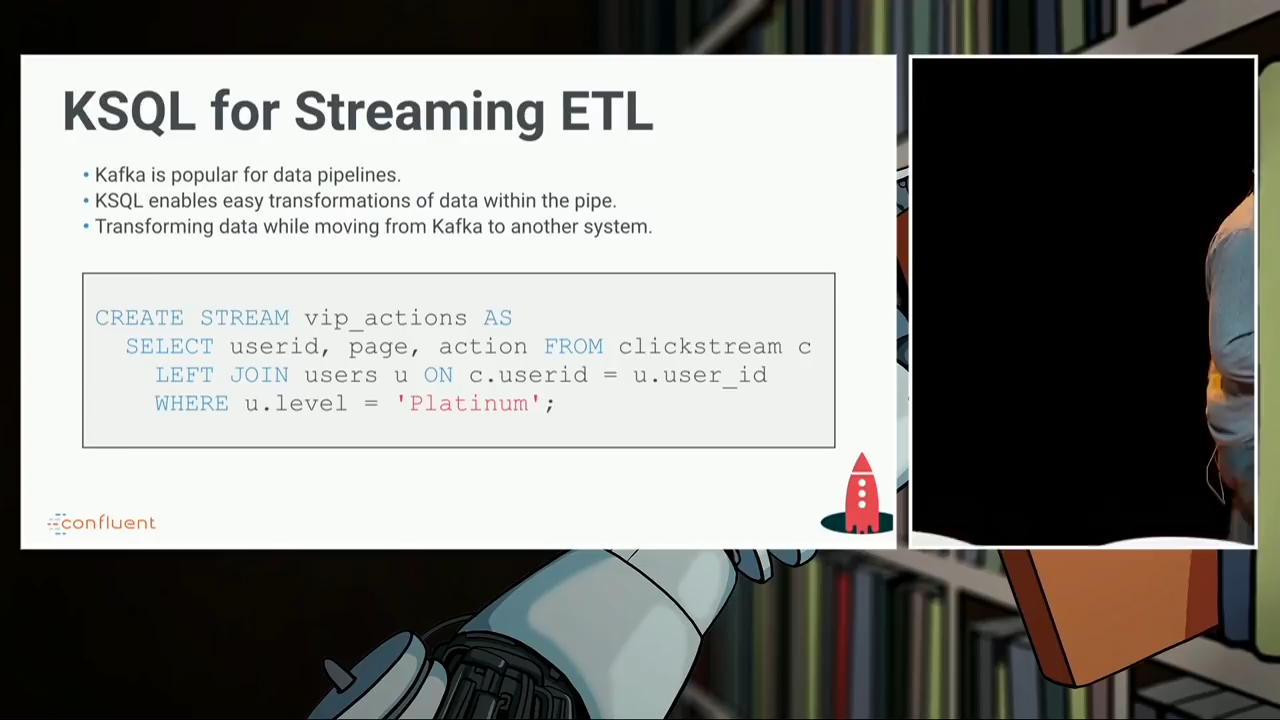 KSQL for Streaming ETL
• Kafka is popular for data pipelines.
• KSQL enables easy transformations of data within the pipe.
• Transforming data while moving from Kafka to another system.
CREATE STREAM vip_actions AS
SELECT userid, page, action FROM clickstream c
LEFT JOIN users u ON c.userid = u.user_id
WHERE u.level = 'Platinum';
confluent